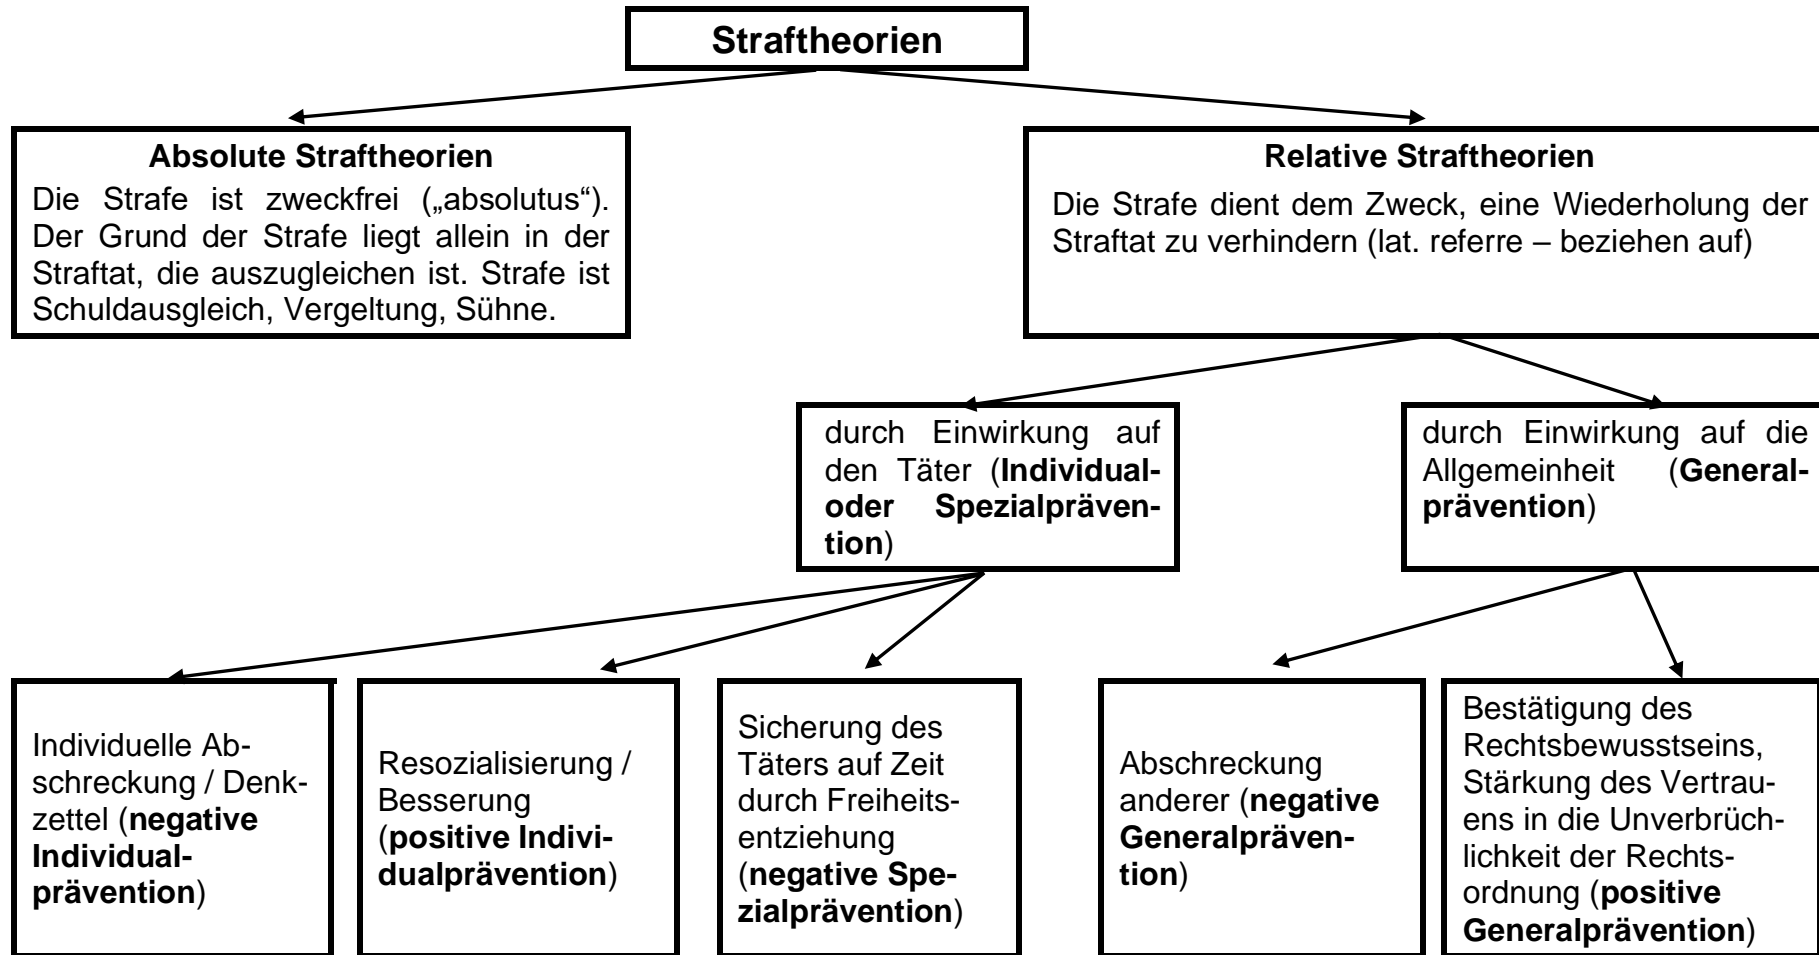 Straftheorien
Absolute Straftheorien
Die Strafe ist zweckfrei („absolutus“).
Der Grund der Strafe liegt allein in der
Straftat, die auszugleichen ist. Strafe ist
Schuldausgleich, Vergeltung, Sühne.
Relative Straftheorien
Die Strafe dient dem Zweck, eine Wiederholung der
Straftat zu verhindern (lat. referre – beziehen auf)
durch Einwirkung auf
den Täter (Individual-
oder Spezialpräven-
tion)
durch Einwirkung auf die
Allgemeinheit (General-
prävention)
Individuelle Ab-
schreckung / Denk-
zettel (negative
Individual-
prävention)
Resozialisierung /
Besserung
(positive Indivi-
dualprävention)
Sicherung des
Täters auf Zeit
durch Freiheits-
entziehung
(negative Spe-
zialprävention)
Abschreckung
anderer (negative
Generalpräven-
tion)
Bestätigung des
Rechtsbewusstseins,
Stärkung des Vertrau-
ens in die Unverbrüch-
lichkeit der Rechts-
ordnung (positive
Generalprävention)